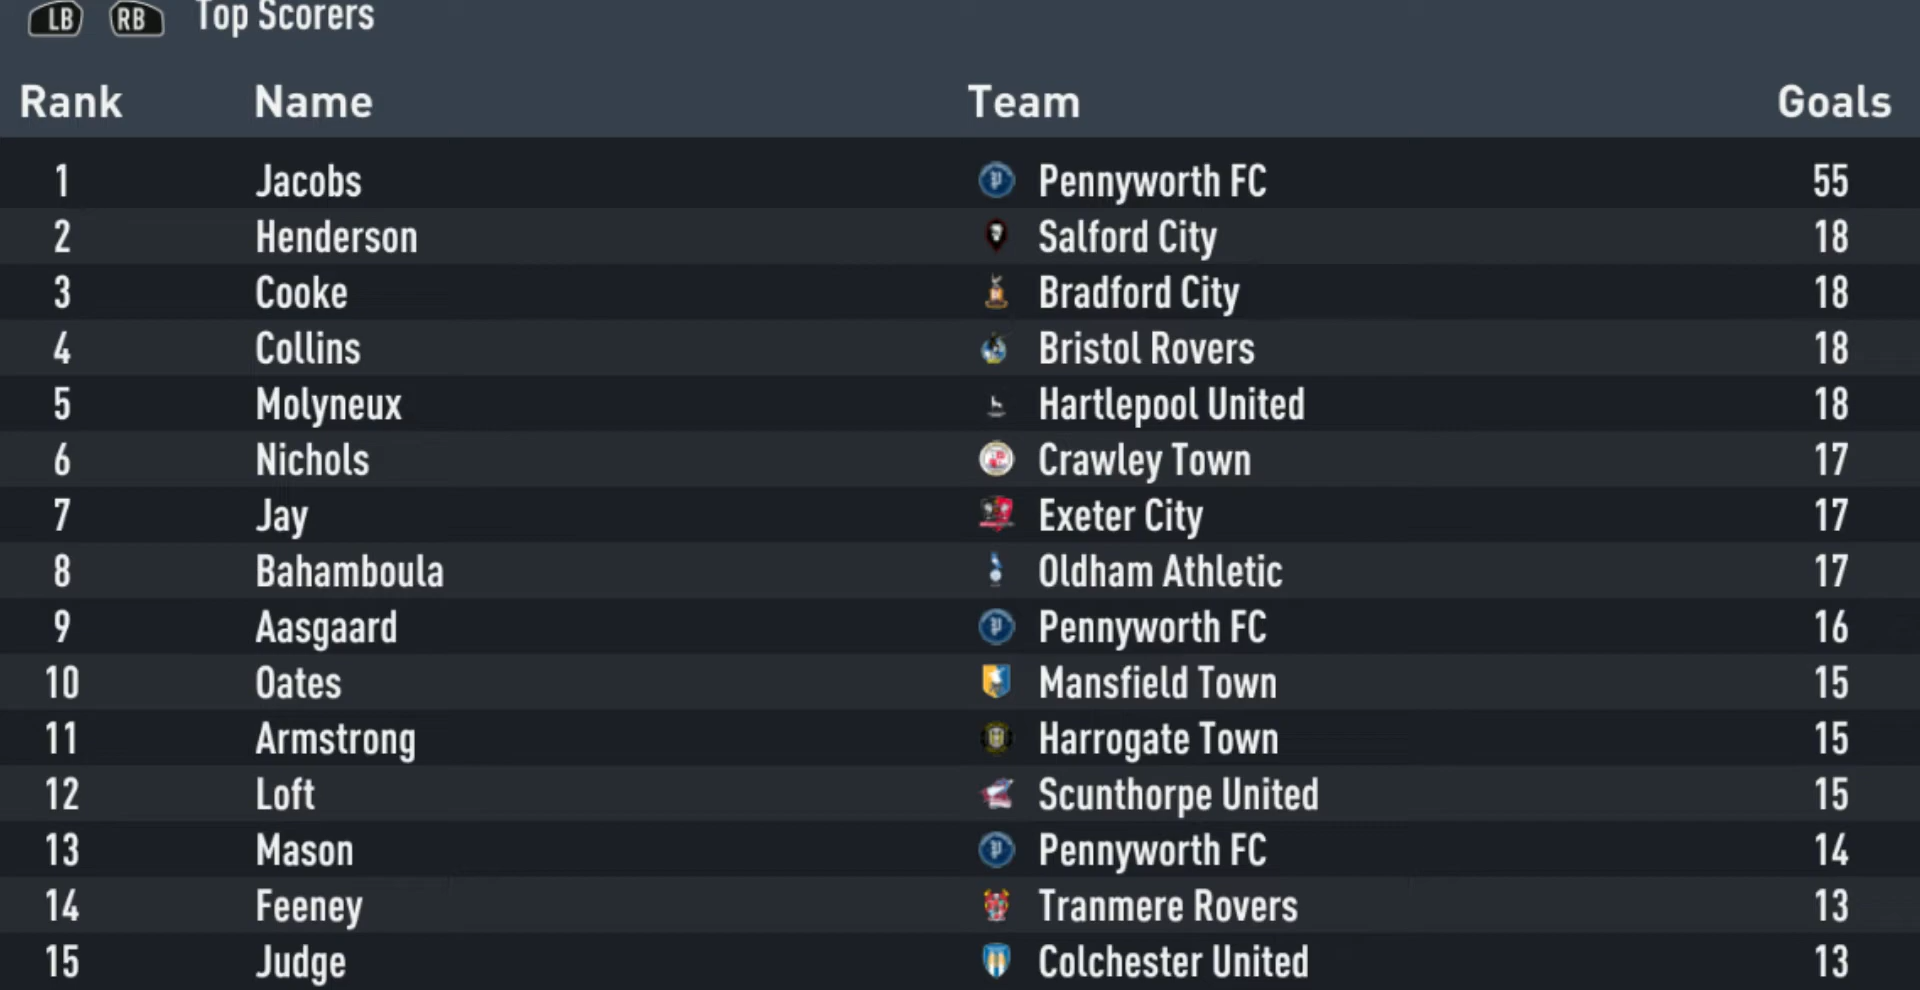 LB RB Top Scorers
Rank Name Team Goals
1 Jacobs Pennyworth FC 55
2 Henderson Salford City 18
3 Cooke Bradford City 18
4 Collins Bristol Rovers 18
5 Molyneux Hartlepool United 18
6 Nichols Crawley Town 17
7 Jay Exeter City 17
8 Bahamboula Oldham Athletic 17
9 Aasgaard Pennyworth FC 16
10 Oates Mansfield Town 15
11 Armstrong Harrogate Town 15
12 Loft Scunthorpe United 15
13 Mason Pennyworth FC 14
14 Feeney Tranmere Rovers 13
15 Judge Colchester United 13